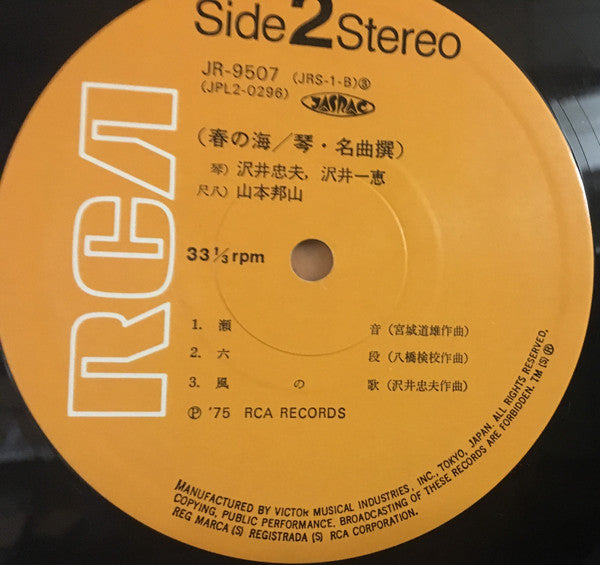 Side 2 Stereo
JR-9507 (JRS-1-B)③
(JPL2-0296) JASRAC
RCA
(春の海/琴・名曲撰)
琴) 沢井忠夫, 沢井一恵
尺八) 山本邦山
33 1/3 rpm
1. 瀬 音 (宮城道雄作曲)
2. 六 段 (八橋検校作曲)
3. 風 の 歌 (沢井忠夫作曲)
Ⓟ '75 RCA RECORDS
MANUFACTURED BY VICTOR MUSICAL INDUSTRIES, INC., TOKYO, JAPAN. ALL RIGHTS RESERVED.
COPYING, PUBLIC PERFORMANCE, BROADCASTING OF THESE RECORDS ARE FORBIDDEN. TM (S) ®
REG MARCA (S) REGISTRADA (S) RCA CORPORATION.